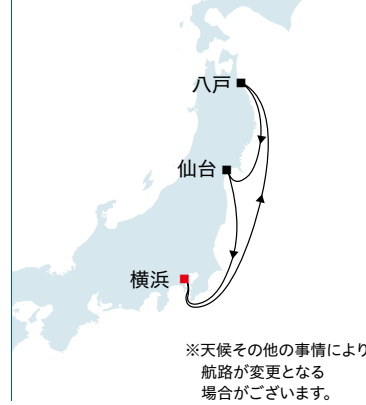 八戸
仙台
横浜
※天候その他の事情により
航路が変更となる
場合がございます。